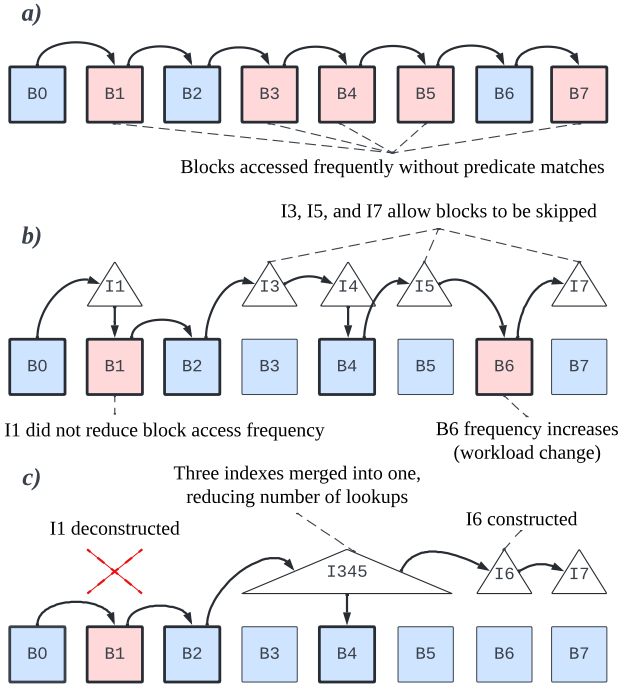 a)
B0 B1 B2 B3 B4 B5 B6 B7
Blocks accessed frequently without predicate matches
I3, I5, and I7 allow blocks to be skipped
b)
I1 I3 I4 I5 I7
B0 B1 B2 B3 B4 B5 B6 B7
I1 did not reduce block access frequency
B6 frequency increases
(workload change)
c)
Three indexes merged into one,
reducing number of lookups
I1 deconstructed
I6 constructed
I345 I6 I7
B0 B1 B2 B3 B4 B5 B6 B7